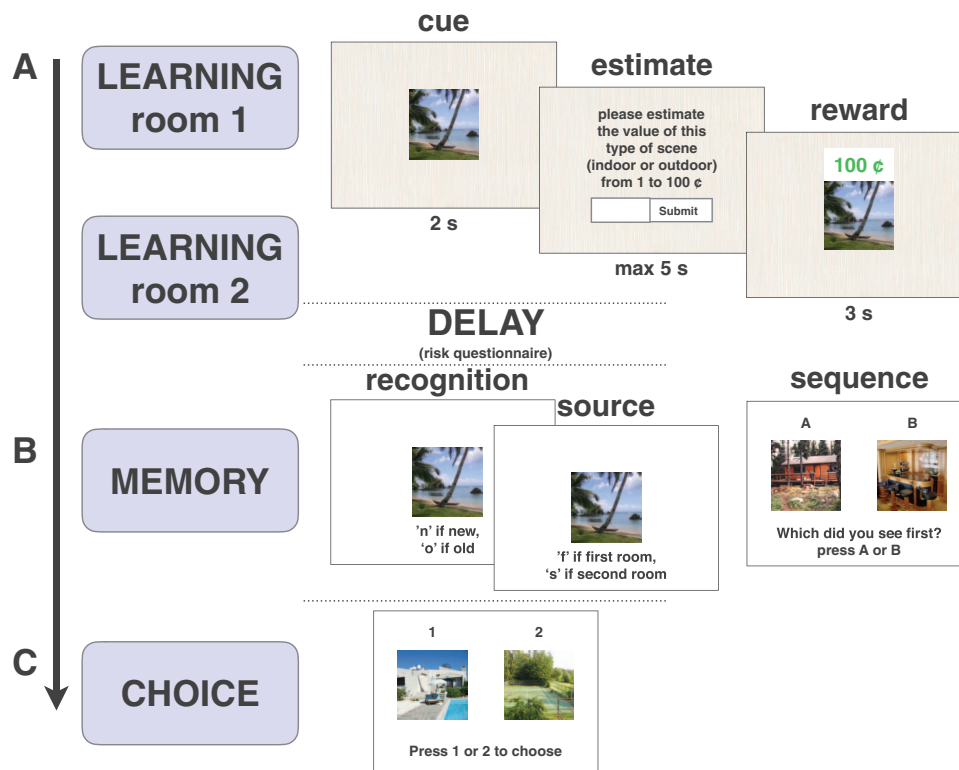 A
LEARNING
room 1
cue
2 s
estimate
please estimate
the value of this
type of scene
(indoor or outdoor)
from 1 to 100 ¢
Submit
max 5 s
reward
100 ¢
3 s
LEARNING
room 2
DELAY
(risk questionnaire)
B
MEMORY
recognition
'n' if new,
‘o’ if old
source
'f' if first room,
‘s’ if second room
sequence
A B
Which did you see first?
press A or B
C
CHOICE
1 2
Press 1 or 2 to choose